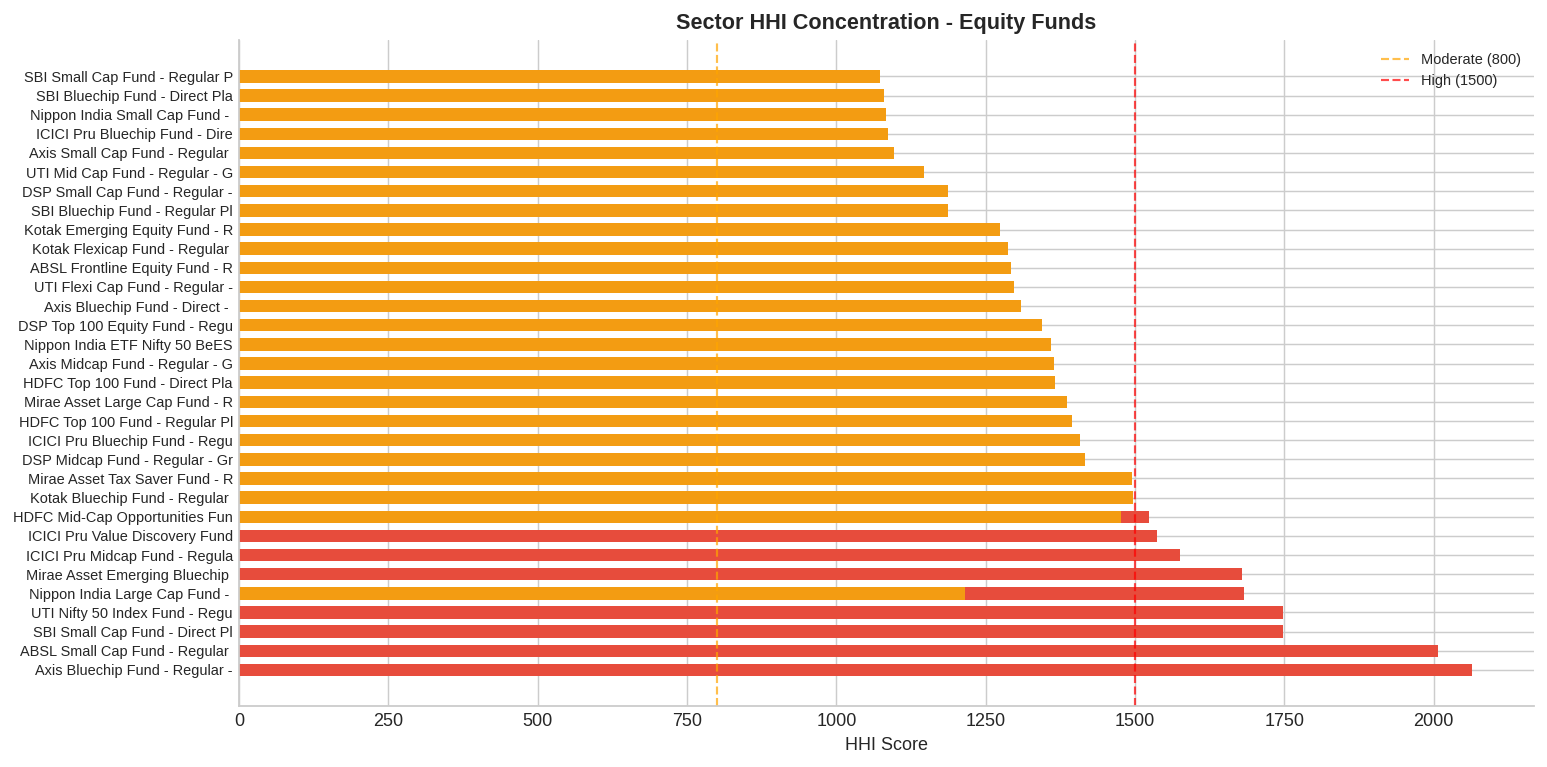 Sector HHI Concentration - Equity Funds
Moderate (800)
High (1500)
SBI Small Cap Fund - Regular P
SBI Bluechip Fund - Direct Pla
Nippon India Small Cap Fund -
ICICI Pru Bluechip Fund - Dire
Axis Small Cap Fund - Regular
UTI Mid Cap Fund - Regular - G
DSP Small Cap Fund - Regular -
SBI Bluechip Fund - Regular Pl
Kotak Emerging Equity Fund - R
Kotak Flexicap Fund - Regular
ABSL Frontline Equity Fund - R
UTI Flexi Cap Fund - Regular -
Axis Bluechip Fund - Direct -
DSP Top 100 Equity Fund - Regu
Nippon India ETF Nifty 50 BeES
Axis Midcap Fund - Regular - G
HDFC Top 100 Fund - Direct Pla
Mirae Asset Large Cap Fund - R
HDFC Top 100 Fund - Regular Pl
ICICI Pru Bluechip Fund - Regu
DSP Midcap Fund - Regular - Gr
Mirae Asset Tax Saver Fund - R
Kotak Bluechip Fund - Regular
HDFC Mid-Cap Opportunities Fun
ICICI Pru Value Discovery Fund
ICICI Pru Midcap Fund - Regula
Mirae Asset Emerging Bluechip
Nippon India Large Cap Fund -
UTI Nifty 50 Index Fund - Regu
SBI Small Cap Fund - Direct Pl
ABSL Small Cap Fund - Regular
Axis Bluechip Fund - Regular -
0 250 500 750 1000 1250 1500 1750 2000
HHI Score